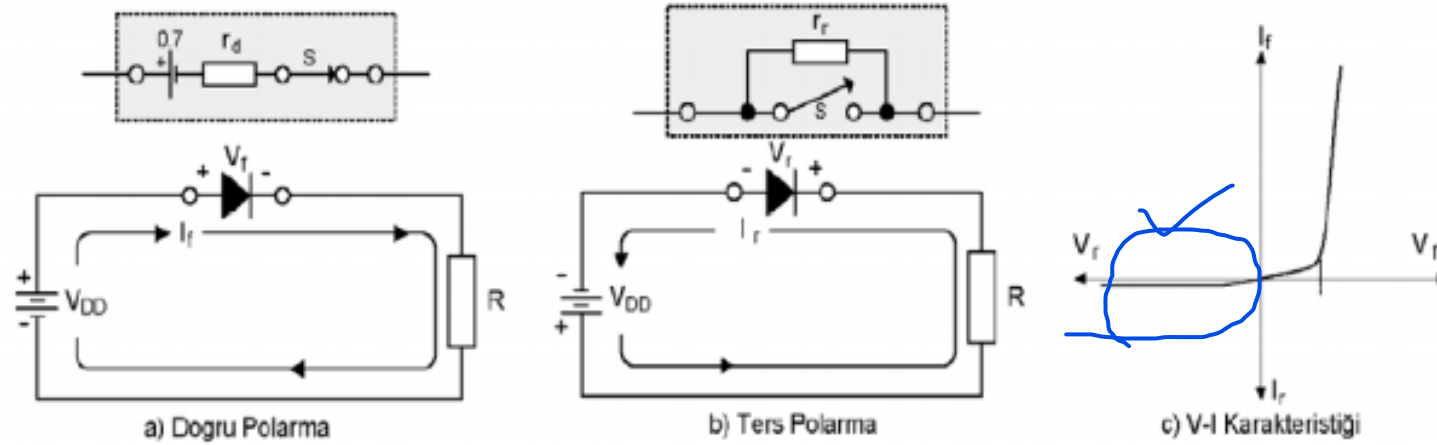 0.7
+
r_d
S
r_r
S
I_f
+ V_f -
I_f
+
V_DD
-
R
- V_r +
I_r
-
V_DD
+
R
V_r
V_f
I_r
a) Dogru Polarma
b) Ters Polarma
c) V-I Karakteristiği